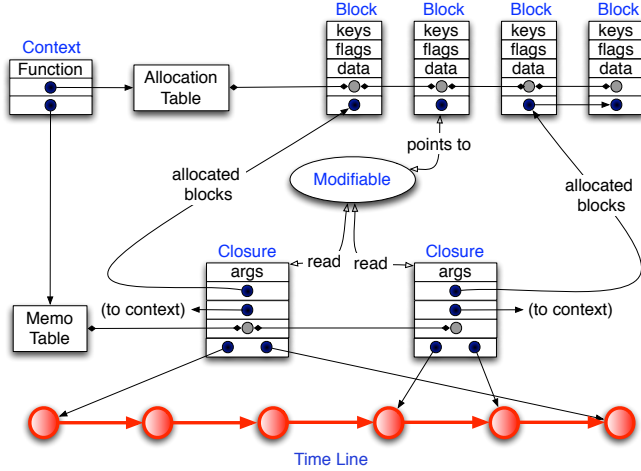 Block
Block
Block
Block
keys
keys
keys
keys
Context
flags
flags
flags
flags
Function
data
data
data
data
Allocation
Table
points to
allocated
blocks
Modifiable
allocated
blocks
Closure
read
read
Closure
args
args
(to context)
(to context)
Memo
Table
Time Line